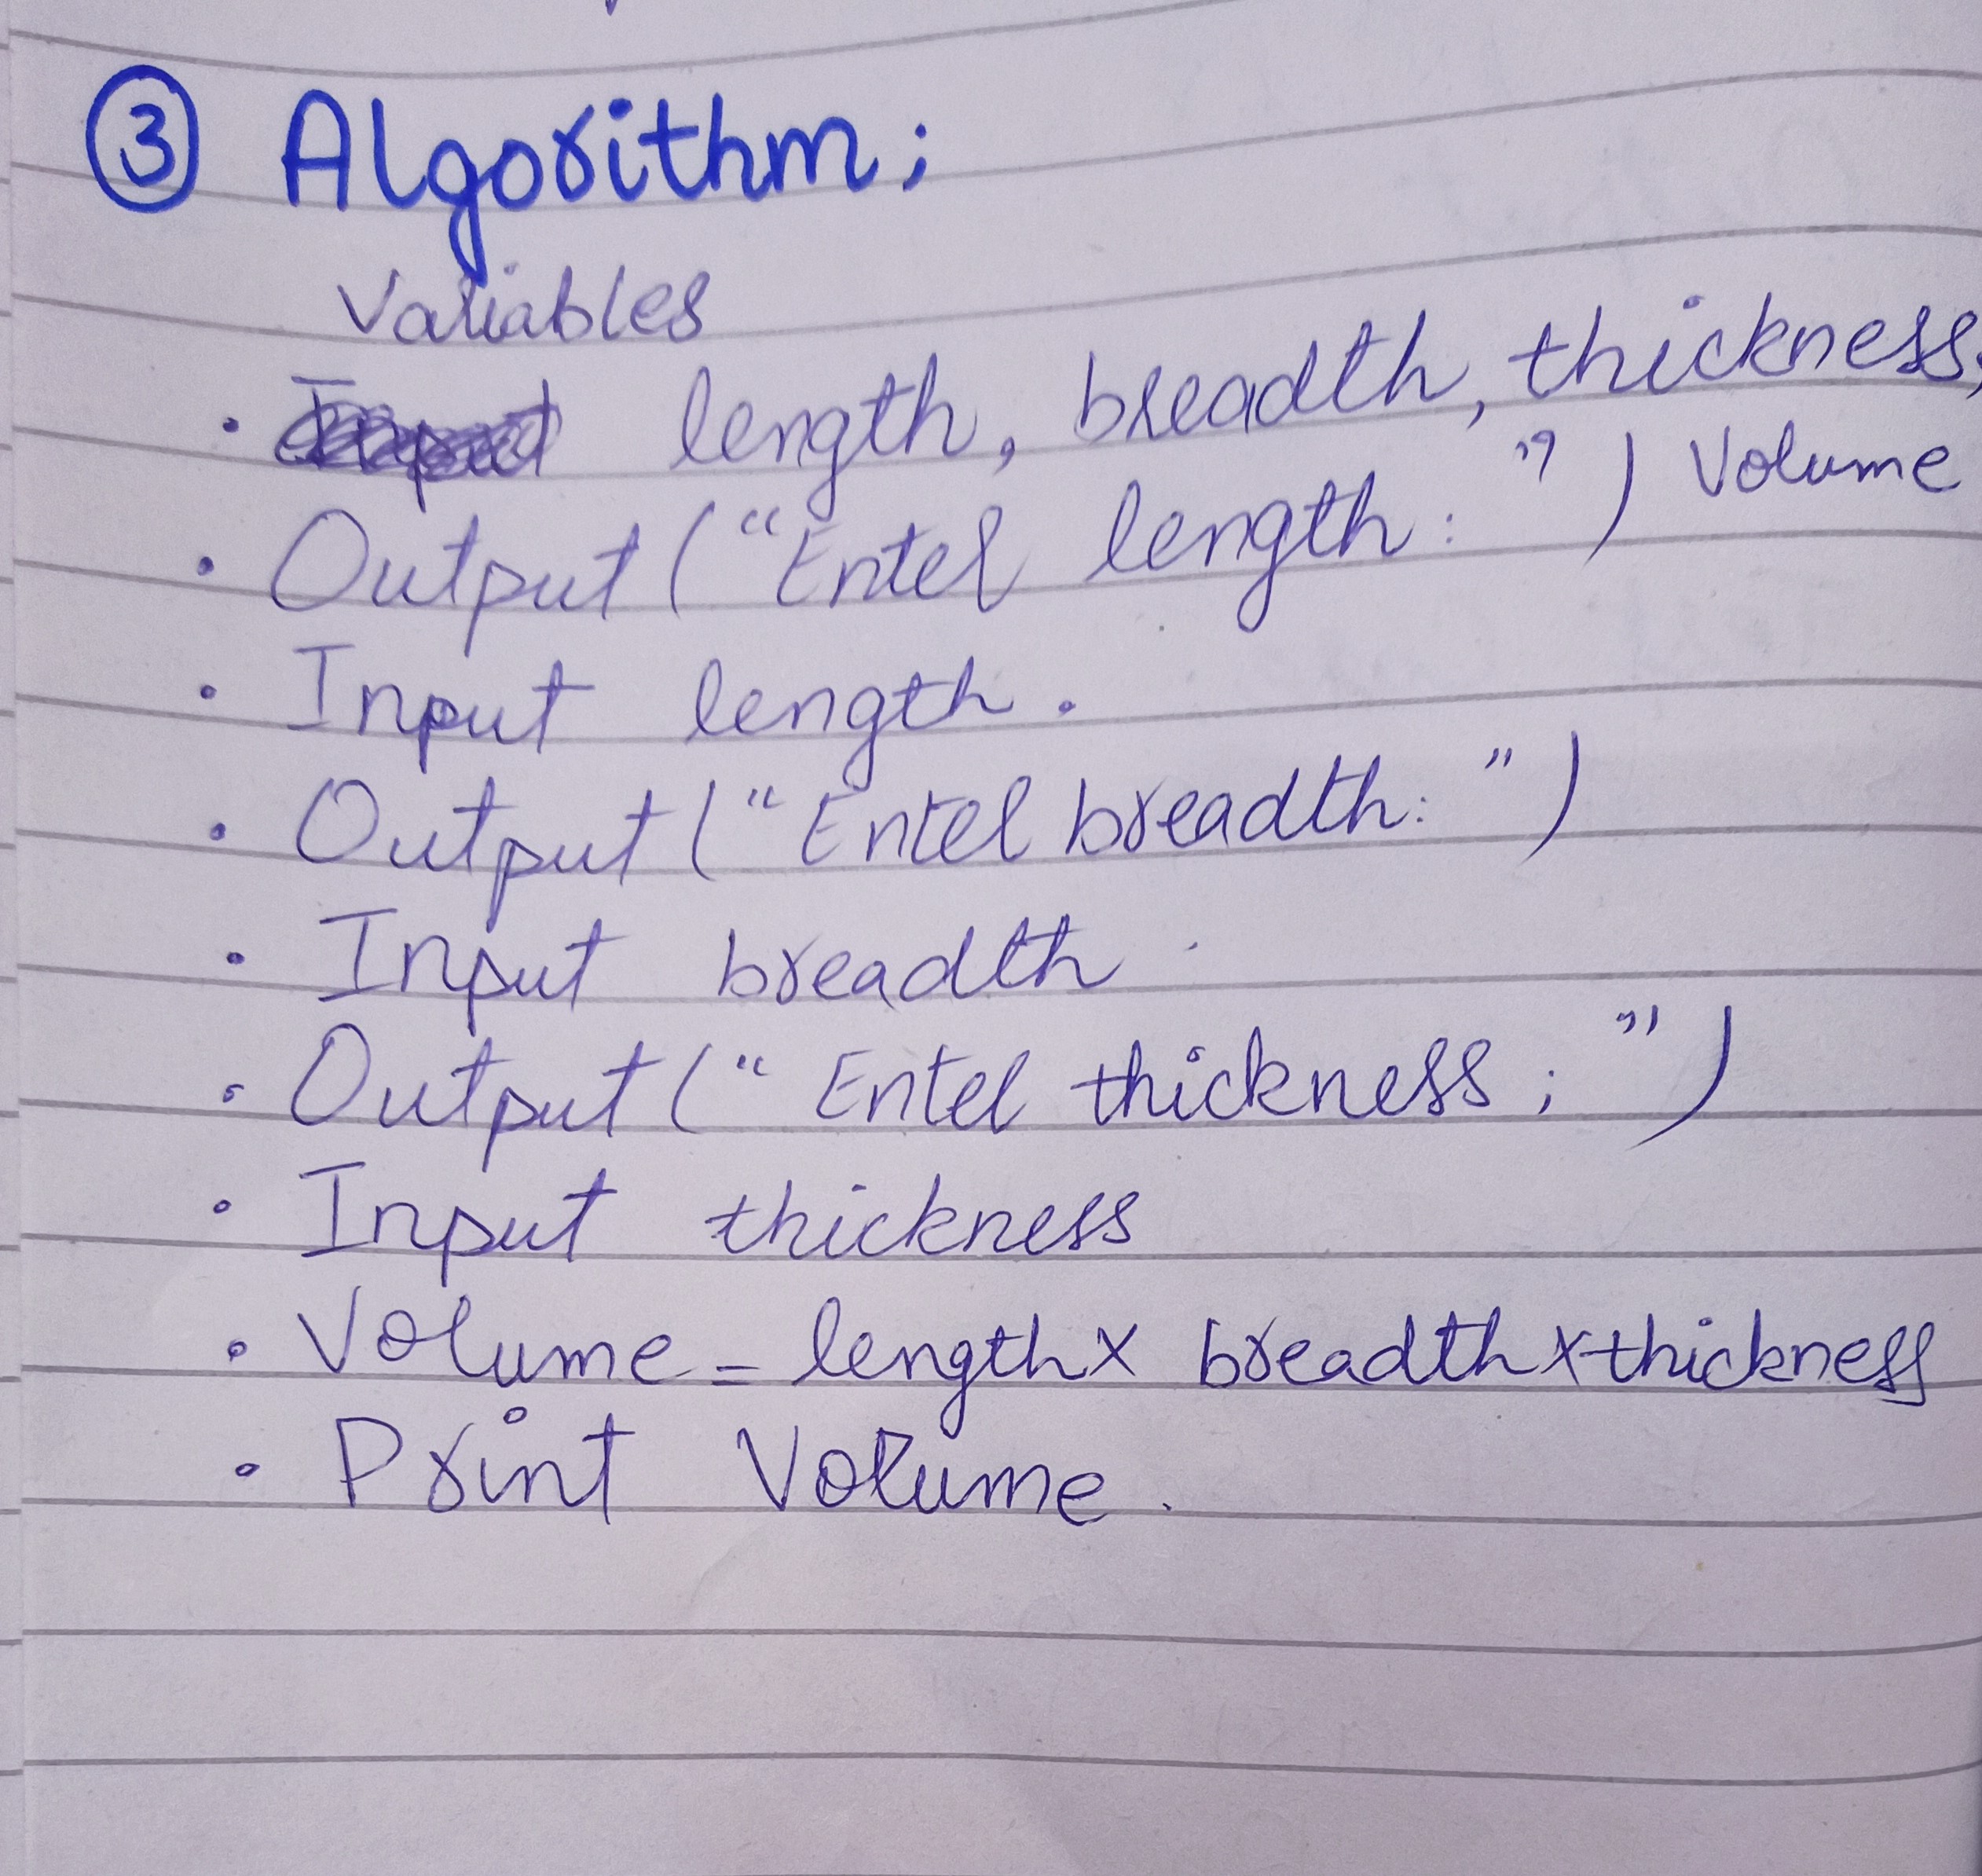 ③ Algorithm;
Variables
• length, breadth, thickness,
Volume
• Output ("Enter length: ")
• Input length.
• Output ("Enter breadth: ")
• Input breadth.
• Output (" Enter thickness ; ")
• Input thickness
• Volume = length x breadth x thickness
• Print Volume.